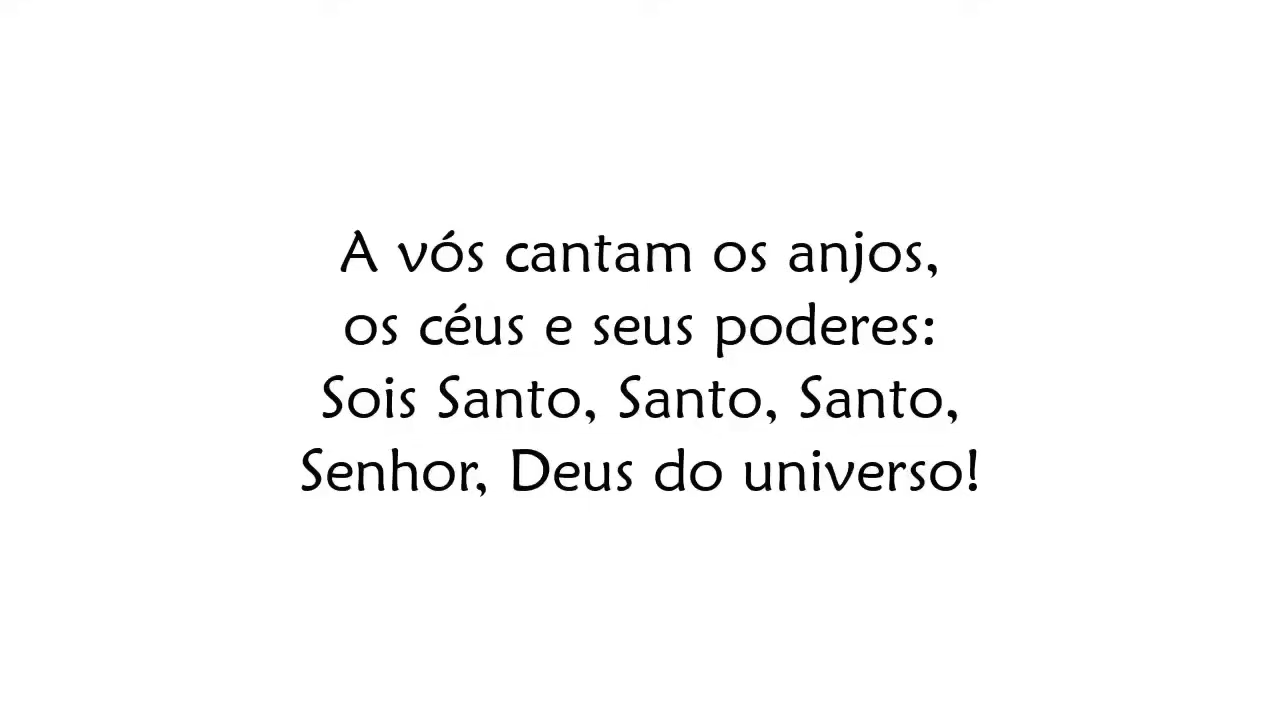 A vós cantam os anjos,
os céus e seus poderes:
Sois Santo, Santo, Santo,
Senhor, Deus do universo!